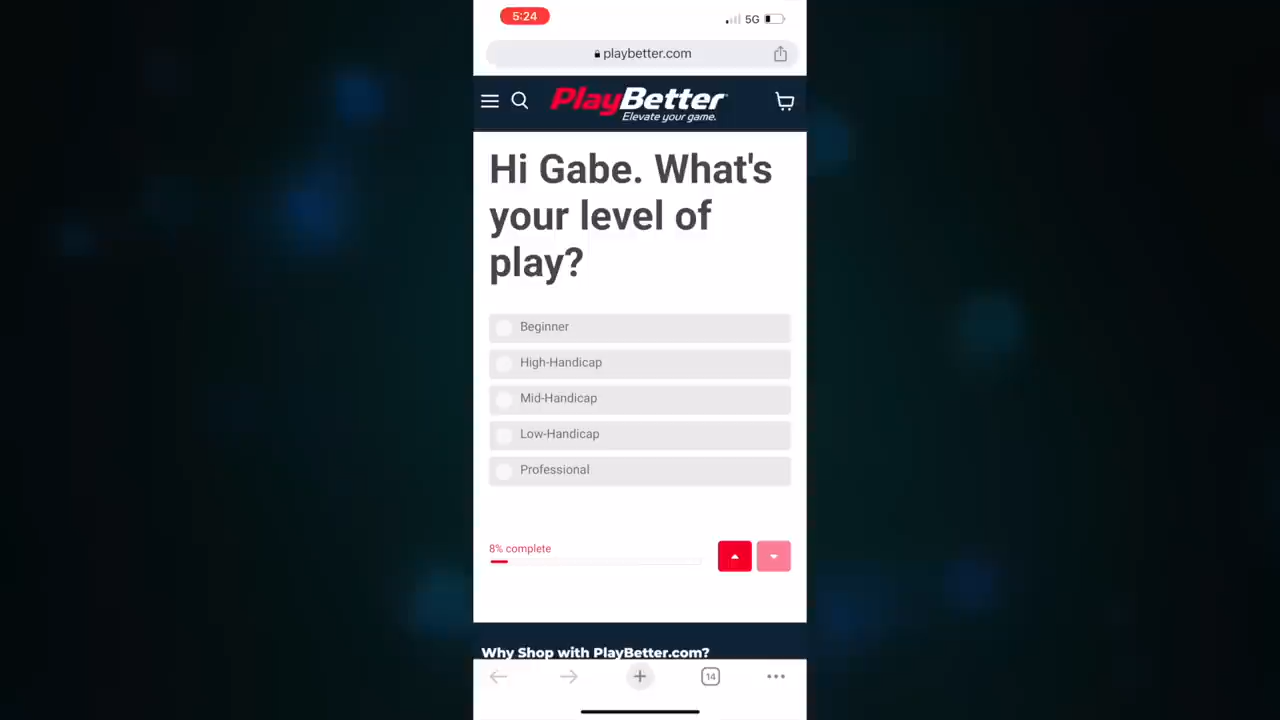 5:24
5G
playbetter.com
PlayBetter
Elevate your game.
Hi Gabe. What's
your level of
play?
Beginner
High-Handicap
Mid-Handicap
Low-Handicap
Professional
8% complete
Why Shop with PlayBetter.com?
14